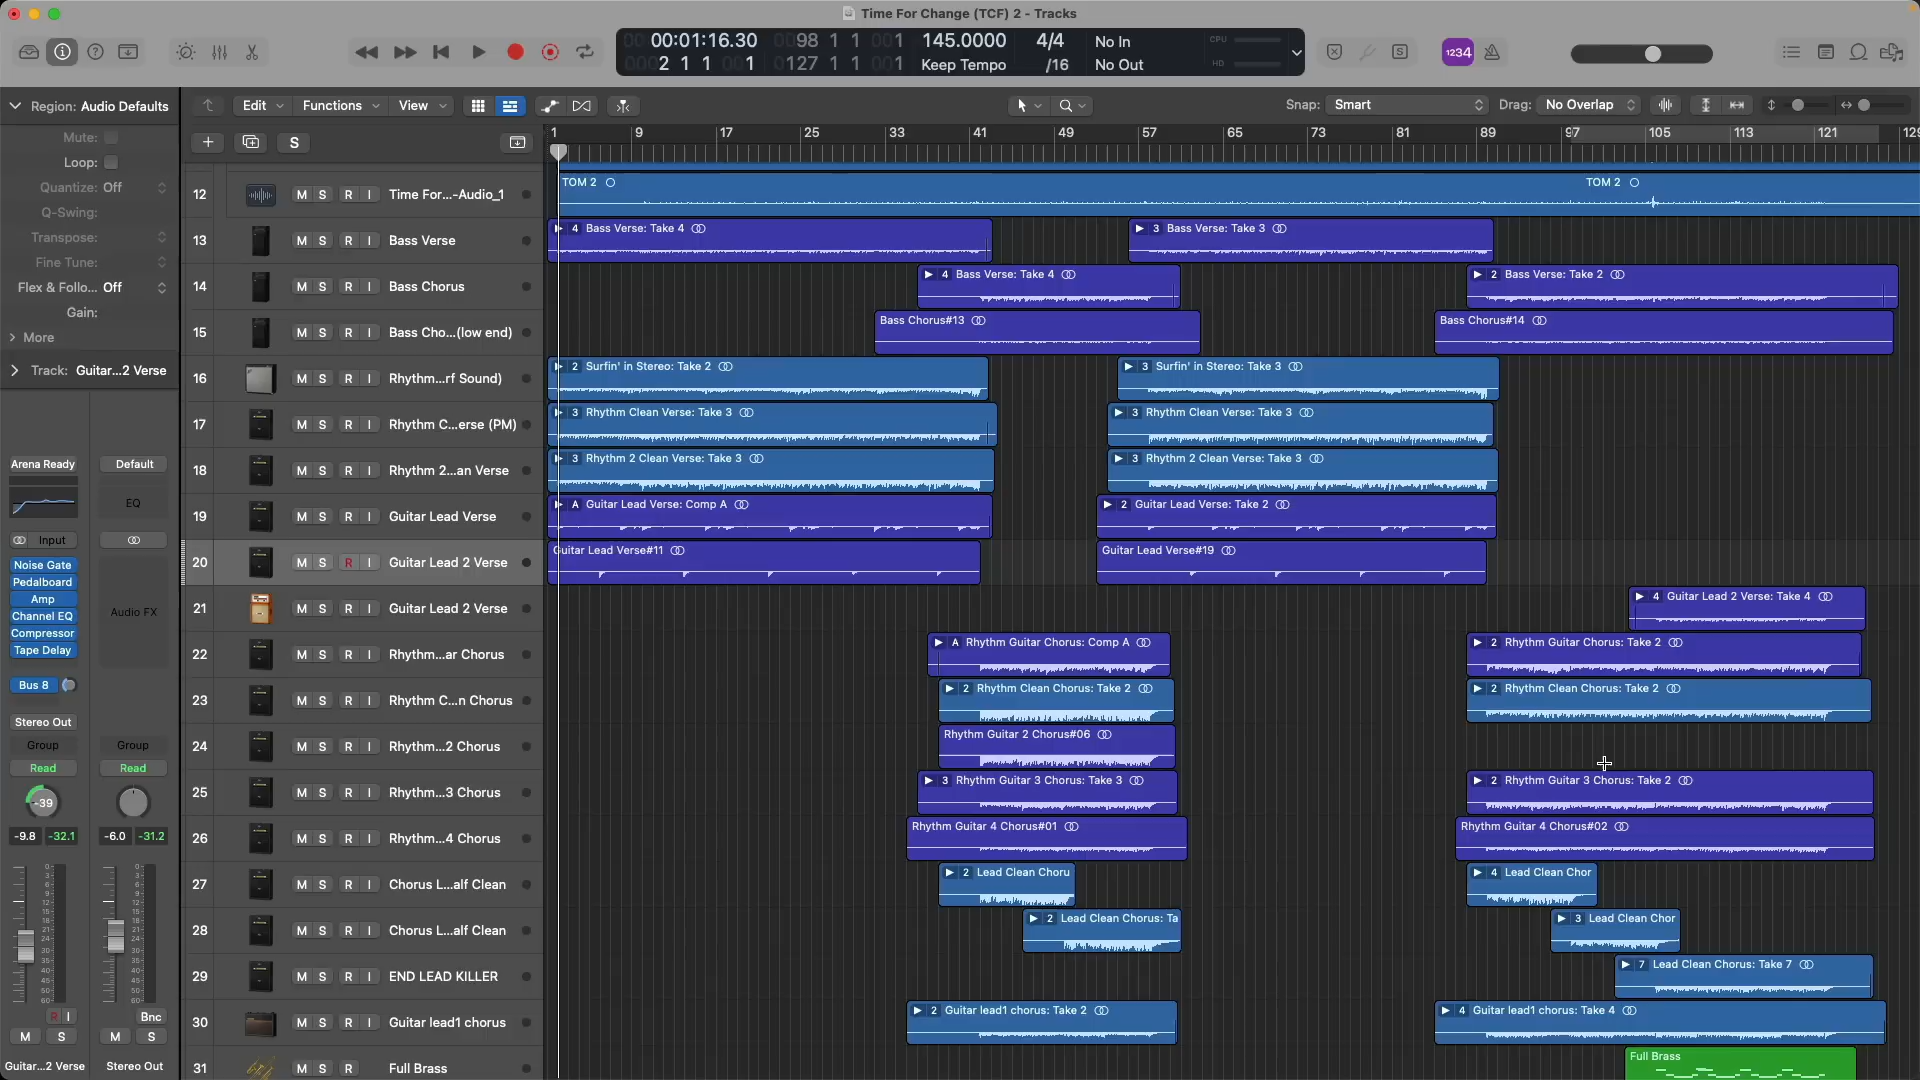 Time For Change (TCF) 2 - Tracks
00:01:16.30 98 1 1 1 145.0000 4/4 No In CPU
2 1 1 1 127 1 1 1 Keep Tempo /16 No Out HD
1234
Region: Audio Defaults
Edit Functions View
Snap: Smart Drag: No Overlap
Mute:
Loop:
Quantize: Off
Q-Swing:
Transpose:
Fine Tune:
Flex & Follo... Off
Gain:
More
Track: Guitar...2 Verse
S
1 9 17 25 33 41 49 57 65 73 81 89 97 105 113 121 129
12 M S R I Time For...-Audio_1
TOM 2 TOM 2
13 M S R I Bass Verse
4 Bass Verse: Take 4 3 Bass Verse: Take 3
14 M S R I Bass Chorus
4 Bass Verse: Take 4 2 Bass Verse: Take 2
15 M S R I Bass Cho...(low end)
Bass Chorus#13 Bass Chorus#14
16 M S R I Rhythm...rf Sound)
2 Surfin' in Stereo: Take 2 3 Surfin' in Stereo: Take 3
17 M S R I Rhythm C...erse (PM)
3 Rhythm Clean Verse: Take 3 3 Rhythm Clean Verse: Take 3
18 M S R I Rhythm 2...an Verse
3 Rhythm 2 Clean Verse: Take 3 3 Rhythm 2 Clean Verse: Take 3
19 M S R I Guitar Lead Verse
A Guitar Lead Verse: Comp A 2 Guitar Lead Verse: Take 2
20 M S R I Guitar Lead 2 Verse
Guitar Lead Verse#11 Guitar Lead Verse#19
21 M S R I Guitar Lead 2 Verse
4 Guitar Lead 2 Verse: Take 4
22 M S R I Rhythm...ar Chorus
A Rhythm Guitar Chorus: Comp A 2 Rhythm Guitar Chorus: Take 2
23 M S R I Rhythm C...n Chorus
2 Rhythm Clean Chorus: Take 2 2 Rhythm Clean Chorus: Take 2
24 M S R I Rhythm...2 Chorus
Rhythm Guitar 2 Chorus#06
25 M S R I Rhythm...3 Chorus
3 Rhythm Guitar 3 Chorus: Take 3 2 Rhythm Guitar 3 Chorus: Take 2
26 M S R I Rhythm...4 Chorus
Rhythm Guitar 4 Chorus#01 Rhythm Guitar 4 Chorus#02
27 M S R I Chorus L...alf Clean
2 Lead Clean Choru 4 Lead Clean Chor
28 M S R I Chorus L...alf Clean
2 Lead Clean Chorus: Ta 3 Lead Clean Chor
29 M S R I END LEAD KILLER
7 Lead Clean Chorus: Take 7
30 M S R I Guitar lead1 chorus
2 Guitar lead1 chorus: Take 2 4 Guitar lead1 chorus: Take 4
31 M S R Full Brass
Full Brass
Arena Ready Default
EQ
Input
Noise Gate
Pedalboard
Amp
Channel EQ
Compressor
Tape Delay
Audio FX
Bus 8
Stereo Out
Group Group
Read Read
-39
-9.8 -32.1 -6.0 -31.2
R I Bnc
M S M S
Guitar...2 Verse Stereo Out